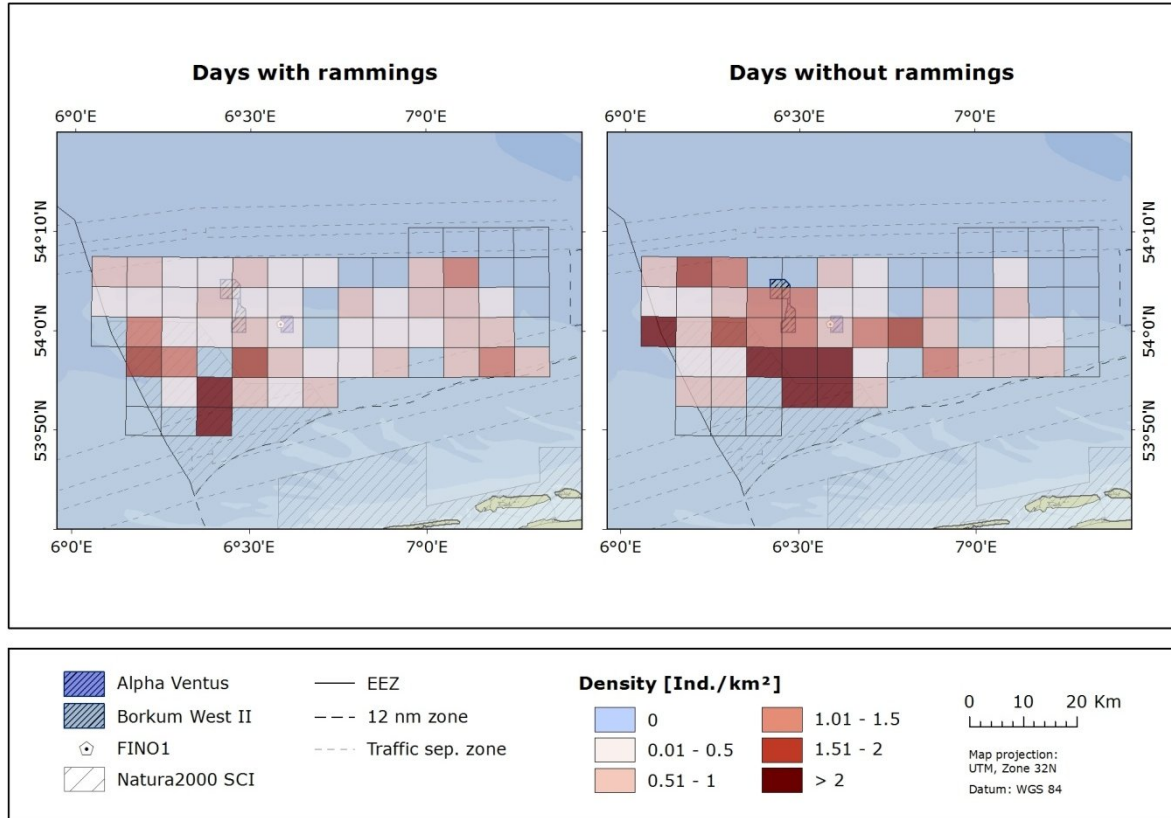 Days with rammings
Days without rammings
6°0'E
6°30'E
7°0'E
6°0'E
6°30'E
7°0'E
54°10'N
54°0'N
53°50'N
54°10'N
54°0'N
53°50'N
6°0'E
6°30'E
7°0'E
6°0'E
6°30'E
7°0'E
Alpha Ventus
Borkum West II
FINO1
Natura2000 SCI
EEZ
12 nm zone
Traffic sep. zone
Density [Ind./km²]
0
0.01 - 0.5
0.51 - 1
1.01 - 1.5
1.51 - 2
> 2
0 10 20 Km
Map projection:
UTM, Zone 32N
Datum: WGS 84